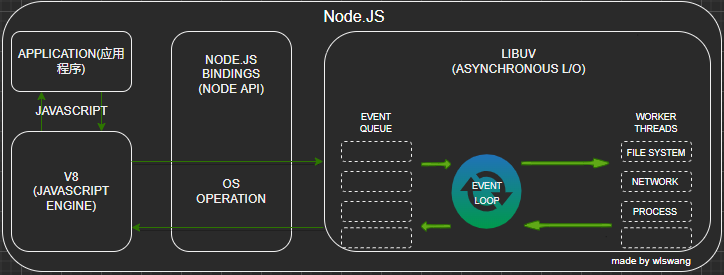 Node.JS
APPLICATION(应用
程序)
JAVASCRIPT
V8
(JAVASCRIPT
ENGINE)
NODE.JS
BINDINGS
(NODE API)
OS
OPERATION
LIBUV
(ASYNCHRONOUS L/O)
EVENT
QUEUE
EVENT
LOOP
WORKER
THREADS
FILE SYSTEM
NETWORK
PROCESS
made by wlswang